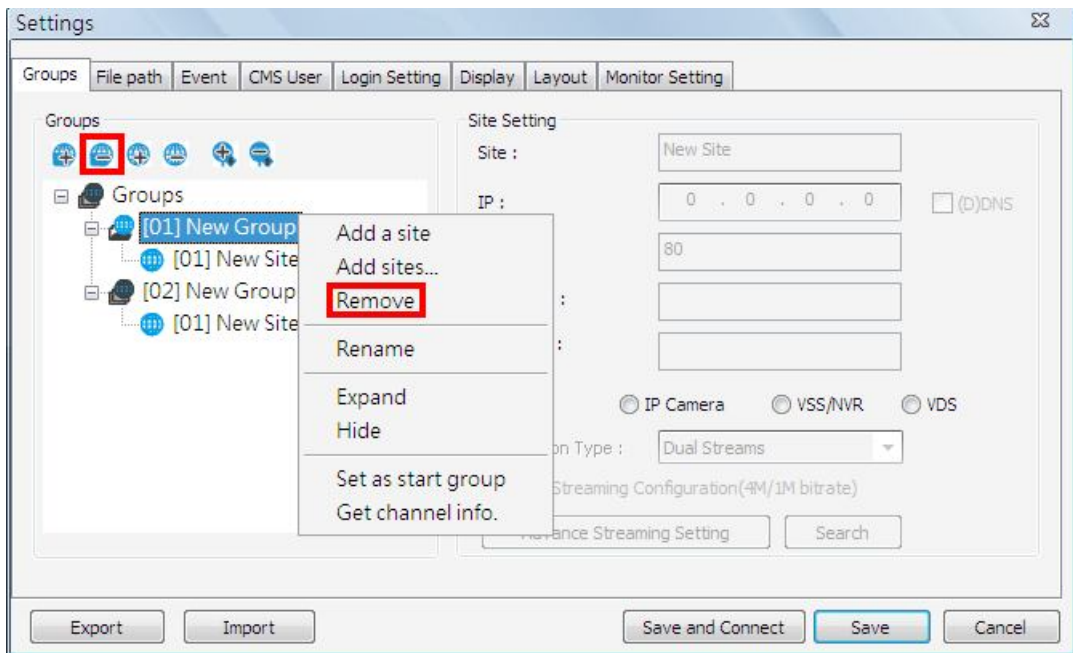 Settings
Groups File path Event CMS User Login Setting Display Layout Monitor Setting
Groups
Groups
[01] New Group
[01] New Site
[02] New Group
[01] New Site
Add a site
Add sites...
Remove
Rename
Expand
Hide
Set as start group
Get channel info.
Site Setting
Site : New Site
IP : 0 . 0 . 0 . 0 (D)DNS
80
:
:
IP Camera VSS/NVR VDS
on Type : Dual Streams
Streaming Configuration(4M/1M bitrate)
Advance Streaming Setting Search
Export Import Save and Connect Save Cancel